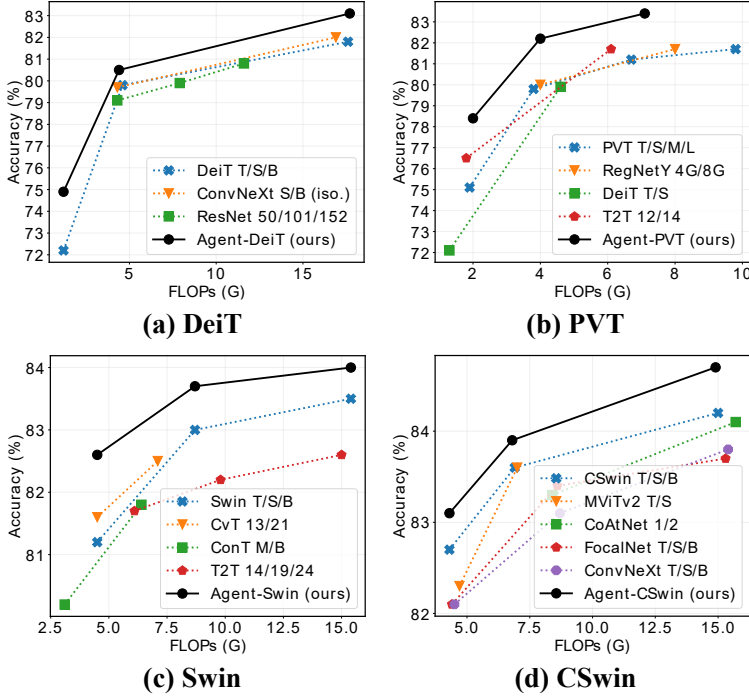 83
82
81
80
79
76
75
74
73
72
Accuracy (%)
DeiT T/S/B
ConvNeXt S/B (iso.)
ResNet 50/101/152
Agent-DeiT (ours)
5
10
15
FLOPs (G)
(a) DeiT
83
82
81
80
79
78
77
76
75
74
73
72
Accuracy (%)
PVT T/S/M/L
RegNetY 4G/8G
DeiT T/S
T2T 12/14
Agent-PVT (ours)
2
4
6
8
10
FLOPs (G)
(b) PVT
84
83
82
81
Accuracy (%)
Swin T/S/B
CvT 13/21
ConT M/B
T2T 14/19/24
Agent-Swin (ours)
2.5
5.0
7.5
10.0
12.5
15.0
FLOPs (G)
(c) Swin
84
83
82
Accuracy (%)
CSwin T/S/B
MViTv2 T/S
CoAtNet 1/2
FocalNet T/S/B
ConvNeXt T/S/B
Agent-CSwin (ours)
5.0
7.5
10.0
12.5
15.0
FLOPs (G)
(d) CSwin